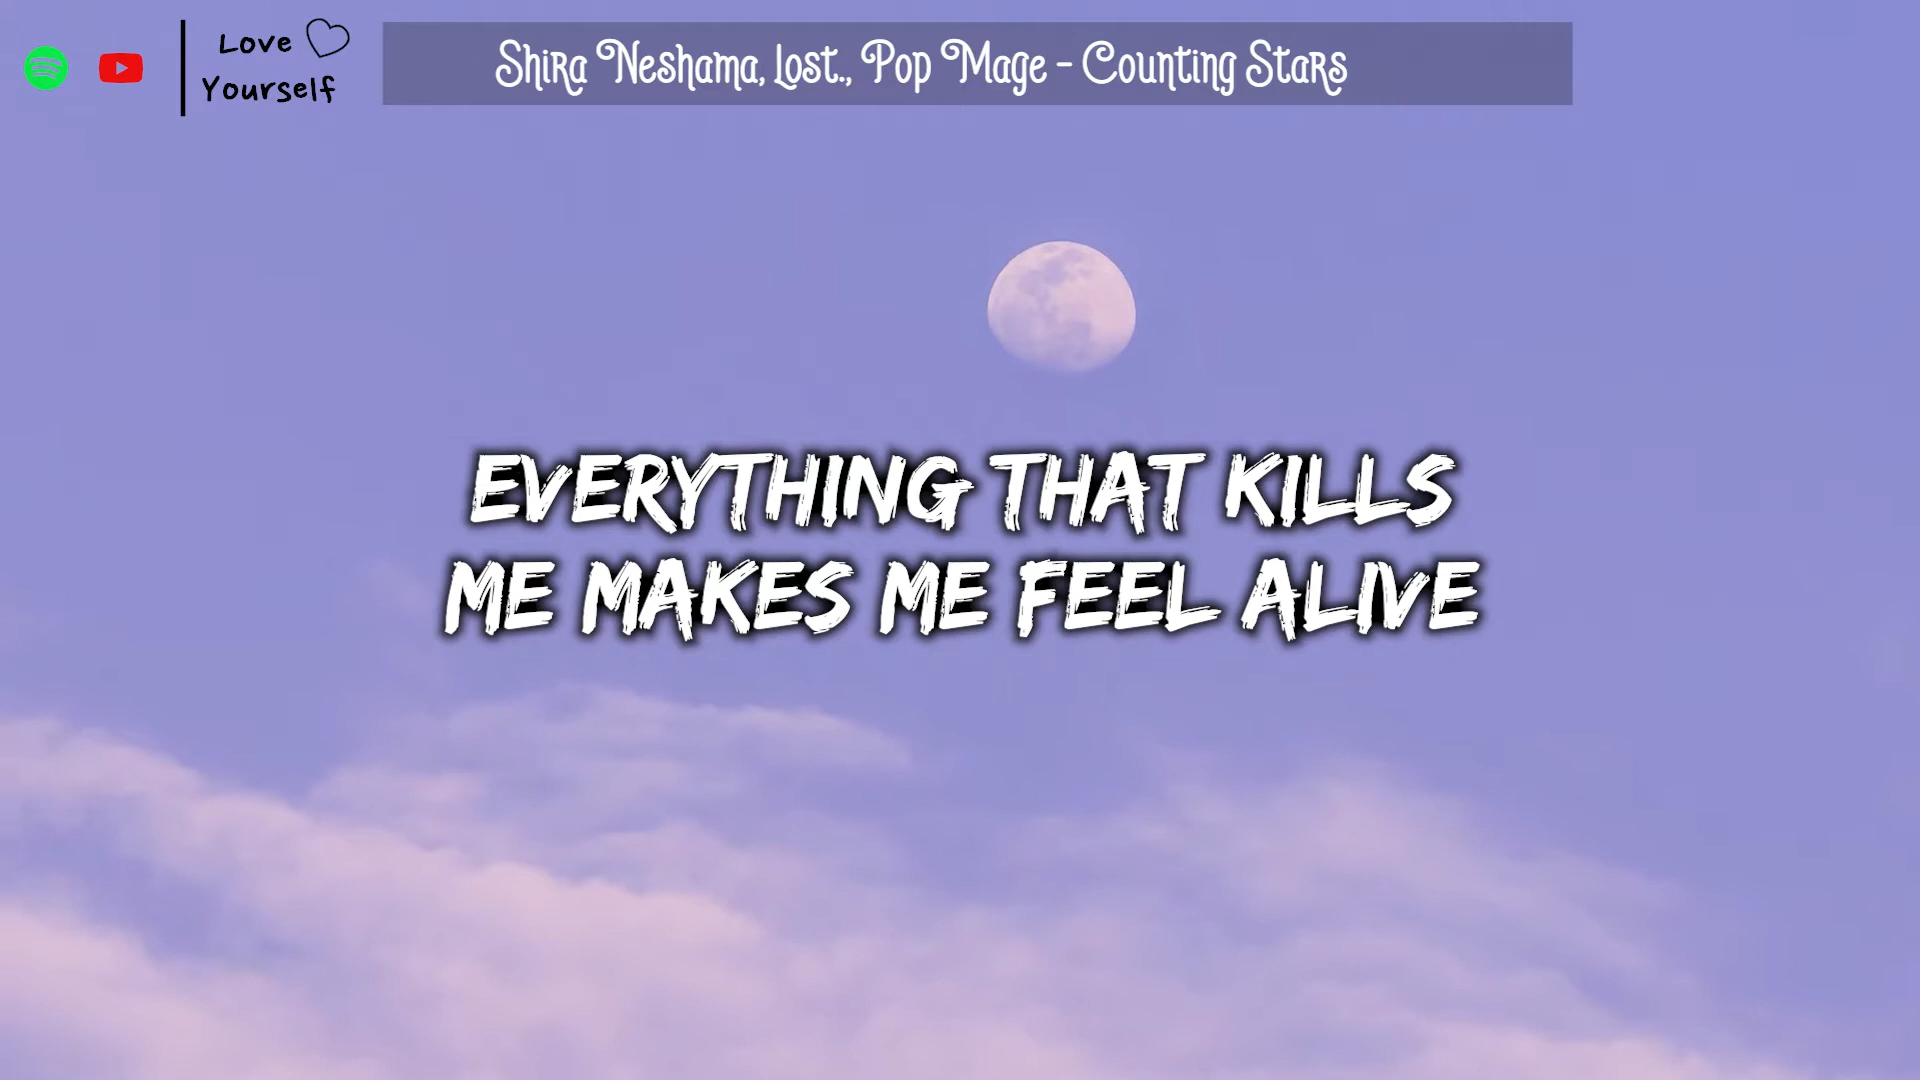 Love
Yourself
Shira Neshama, Lost., Pop Mage - Counting Stars
EVERYTHING THAT KILLS
ME MAKES ME FEEL ALIVE